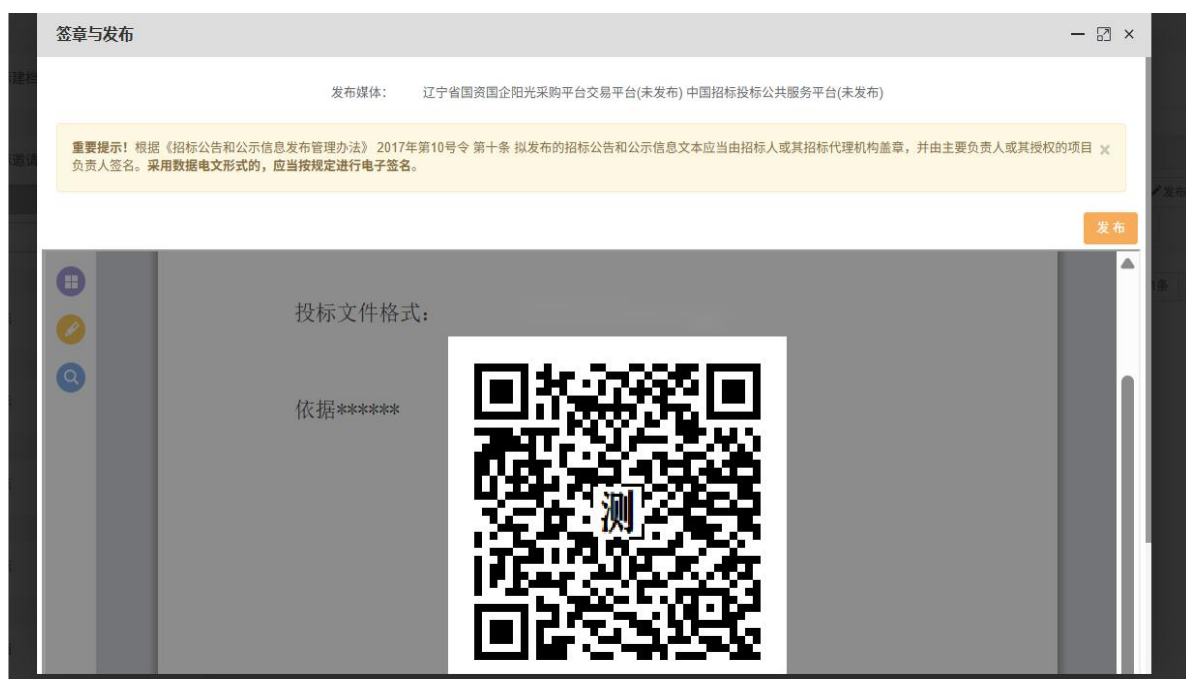 签章与发布
发布媒体： 辽宁省国资国企阳光采购平台交易平台(未发布) 中国招标投标公共服务平台(未发布)
重要提示！根据《招标公告和公示信息发布管理办法》 2017年第10号令 第十条 拟发布的招标公告和公示信息文本应当由招标人或其招标代理机构盖章，并由主要负责人或其授权的项目
负责人签名。采用数据电文形式的，应当按规定进行电子签名。
发布
发布
投标文件格式：
测
依据******